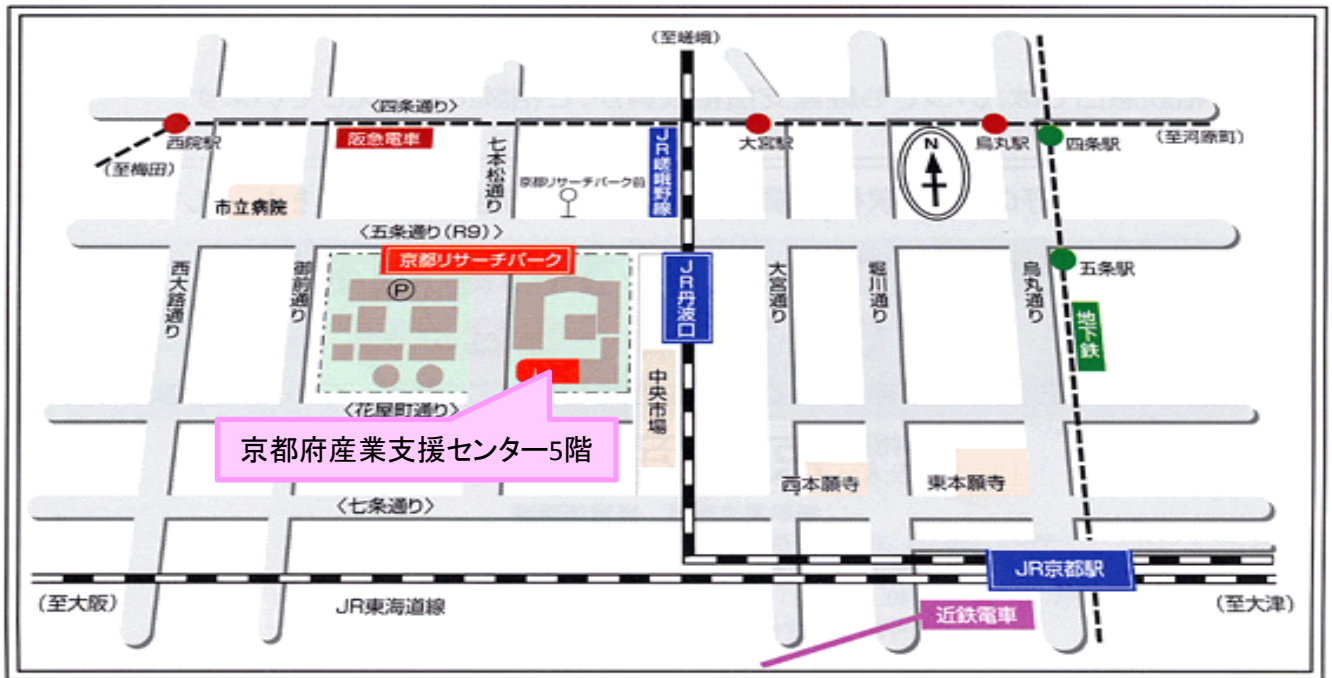 (至嵯峨)
〈四条通り〉
西院駅
阪急電車
七本松通り
JR嵯峨野線
大宮駅
N
烏丸駅
四条駅
(至河原町)
(至梅田)
京都リサーチパーク前
市立病院
〈五条通り(R9)〉
京都リサーチパーク
西大路通り
御前通り
P
JR丹波口
大宮通り
堀川通り
烏丸通り
五条駅
地下鉄
中央市場
〈花屋町通り〉
京都府産業支援センター5階
西本願寺
東本願寺
〈七条通り〉
JR京都駅
(至大阪)
JR東海道線
近鉄電車
(至大津)